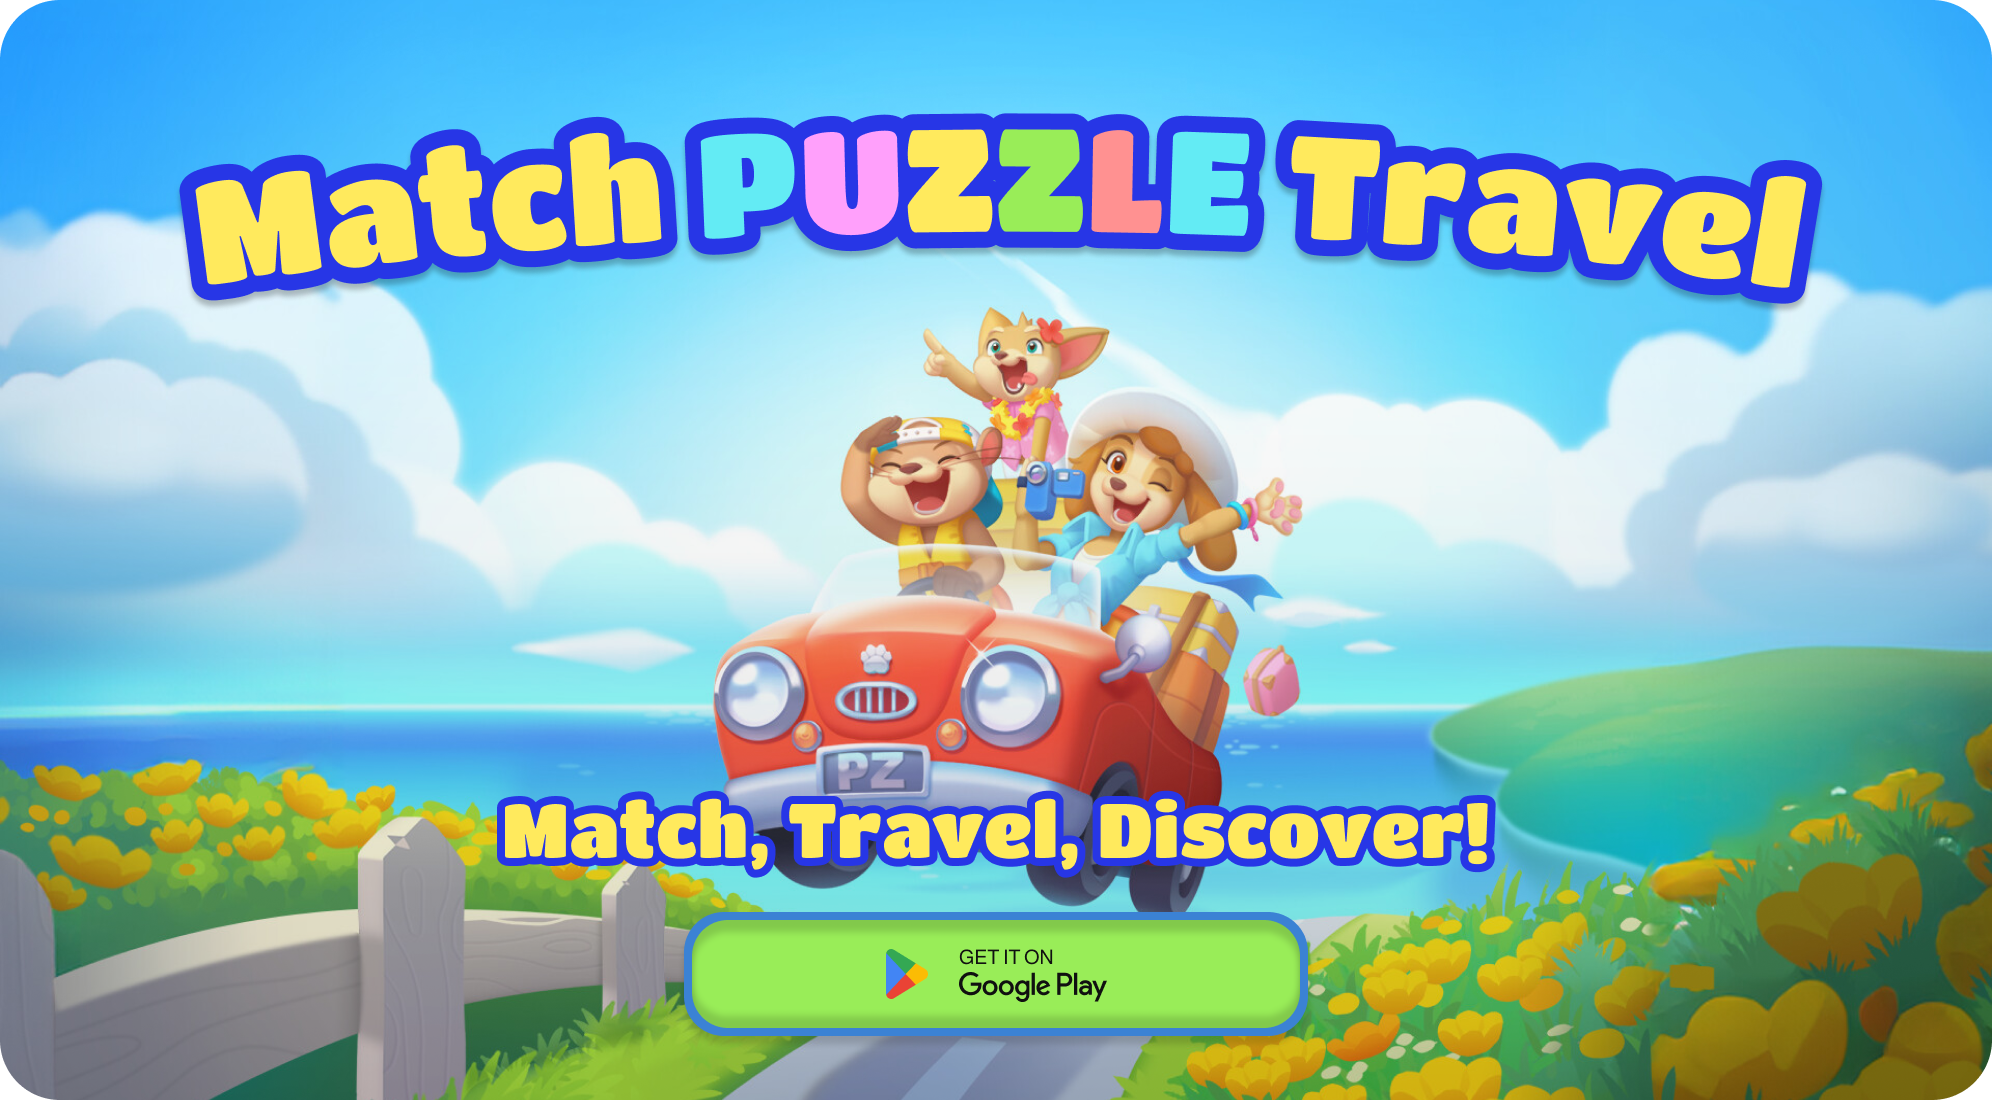 Match PUZZLE Travel
PZ
Match, Travel, Discover!
GET IT ON
Google Play